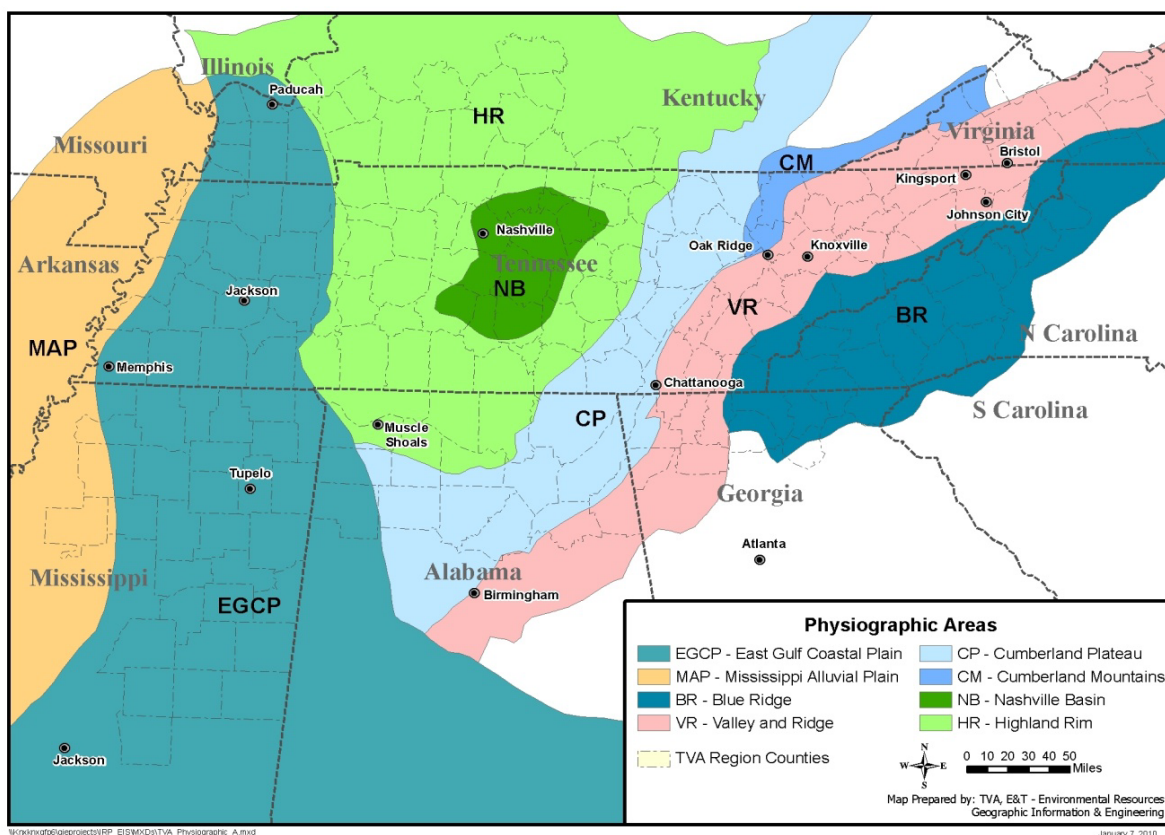 Illinois
Paducah
Kentucky
HR
Missouri
Virginia
CM
Bristol
Kingsport
Johnson City
Nashville
Oak Ridge
Knoxville
Tennessee
Arkansas
NB
Jackson
VR
BR
N Carolina
MAP
Memphis
Chattanooga
CP
S Carolina
Muscle
Shoals
Tupelo
Georgia
Atlanta
Mississippi
Alabama
Birmingham
EGCP
Jackson
Physiographic Areas
EGCP - East Gulf Coastal Plain
MAP - Mississippi Alluvial Plain
BR - Blue Ridge
VR - Valley and Ridge
TVA Region Counties
CP - Cumberland Plateau
CM - Cumberland Mountains
NB - Nashville Basin
HR - Highland Rim
N
W E
S
0 10 20 30 40 50
Miles
Map Prepared by: TVA, E&T - Environmental Resources
Geographic Information & Engineering
January 7, 2010